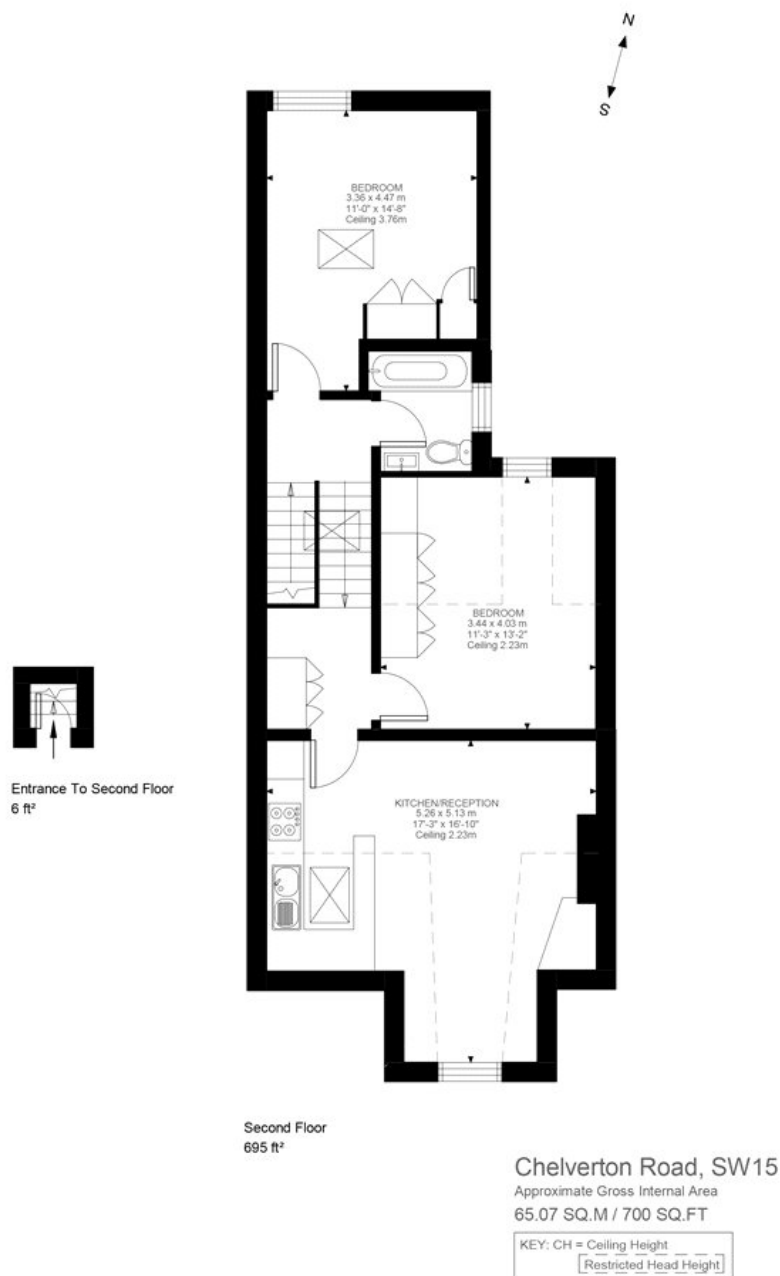 N
S
BEDROOM
3.36 x 4.47 m
11'-0" x 14'-8"
Ceiling 3.76m
BEDROOM
3.44 x 4.03 m
11'-3" x 13'-2"
Ceiling 2.23m
Entrance To Second Floor
6 ft²
KITCHEN/RECEPTION
5.26 x 5.13 m
17'-3" x 16'-10"
Ceiling 2.23m
Second Floor
695 ft²
Chelverton Road, SW15
Approximate Gross Internal Area
65.07 SQ.M / 700 SQ.FT
KEY: CH = Ceiling Height
Restricted Head Height